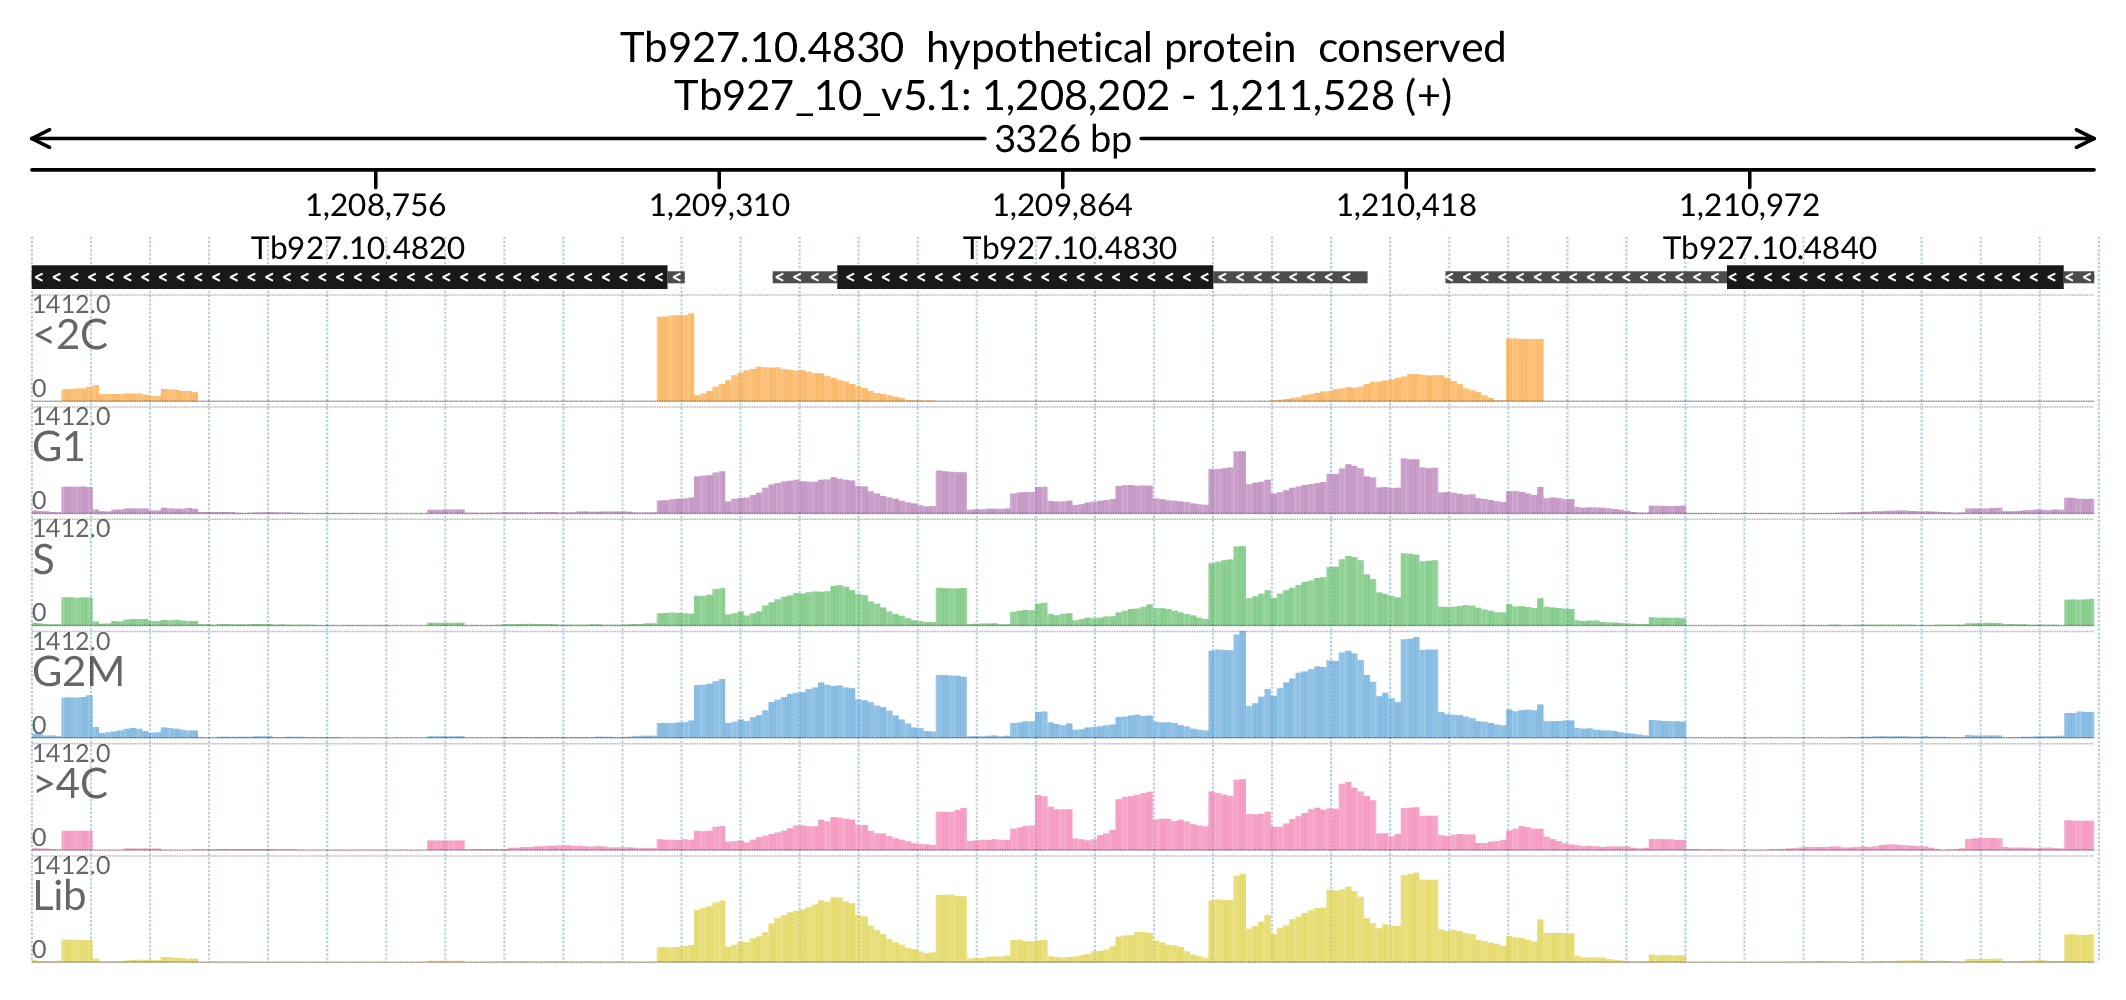 Tb927.10.4830  hypothetical protein  conserved
Tb927_10_v5.1: 1,208,202 - 1,211,528 (+)
3326 bp
1,208,756 1,209,310 1,209,864 1,210,418 1,210,972
Tb927.10.4820 Tb927.10.4830 Tb927.10.4840
1412.0
<2C
0
1412.0
G1
0
1412.0
S
0
1412.0
G2M
0
1412.0
>4C
0
1412.0
Lib
0